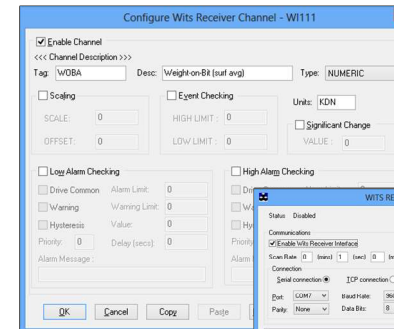 Configure Wits Receiver Channel - WI111
Enable Channel
<<< Channel Description >>>
Tag: WOBA Desc: Weight-on-Bit (surf avg) Type: NUMERIC
Scaling Event Checking Units: KDN
SCALE: 0 HIGH LIMIT: 0 Significant Change
OFFSET: 0 LOW LIMIT: 0 VALUE: 0
Low Alarm Checking High Alarm Checking
Drive Common Alarm Limit: 0
Warning Warning Limit: 0
Hysteresis Value: 0
Priority: 0 Delay (secs) 0
Alarm Message:
OK Cancel Copy Paste
WITS RE
Status Disabled
Communications
Enable Wits Receiver Interface
Scan Rate 0 (mins) 1 (sec) 0
Connection
Serial connection TCP connection
Port: COM7 Baud Rate: 960
Parity: None Data Bits: 8